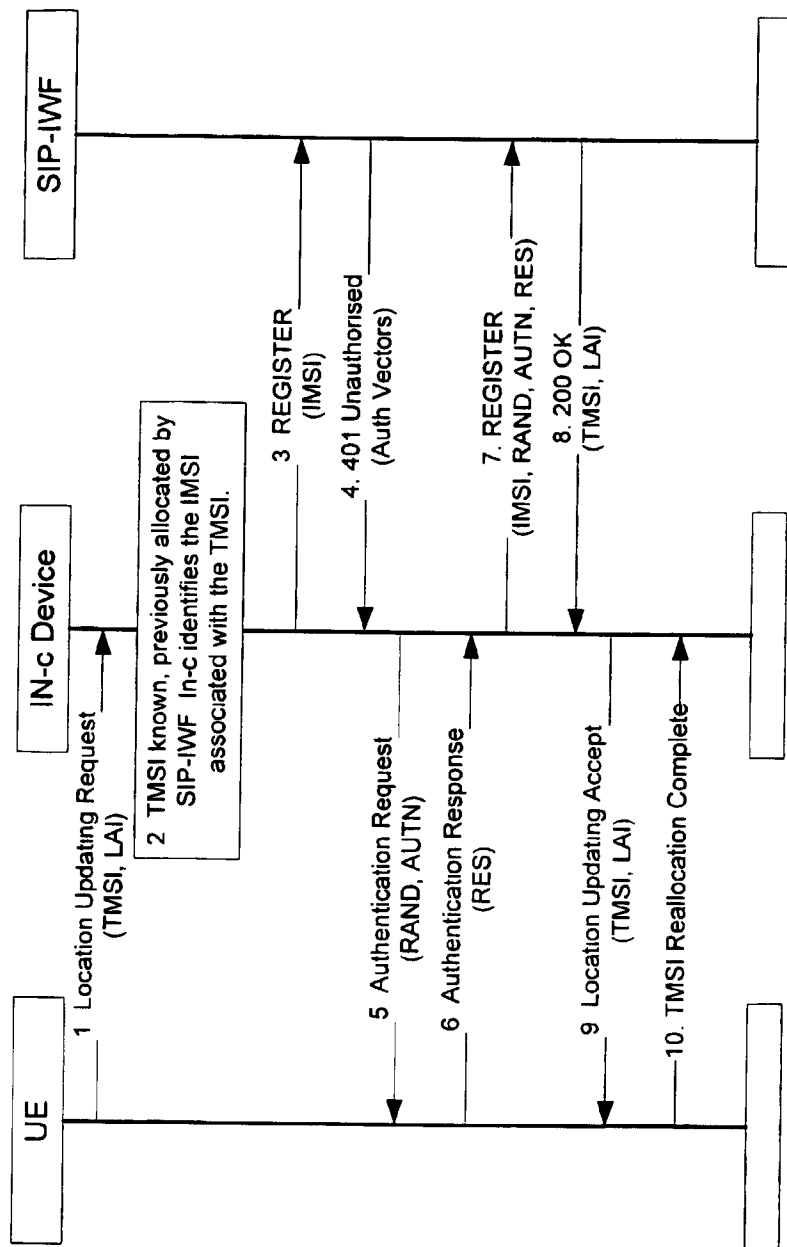 UE
IN-c Device
SIP-IWF
1 Location Updating Request
(TMSI, LAI)
2 TMSI known, previously allocated by
SIP-IWF In-c identifies the IMSI
associated with the TMSI.
3 REGISTER
(IMSI)
4. 401 Unauthorised
(Auth Vectors)
5 Authentication Request
(RAND, AUTN)
6 Authentication Response
(RES)
7. REGISTER
(IMSI, RAND, AUTN, RES)
8. 200 OK
(TMSI, LAI)
9 Location Updating Accept
(TMSI, LAI)
10. TMSI Reallocation Complete